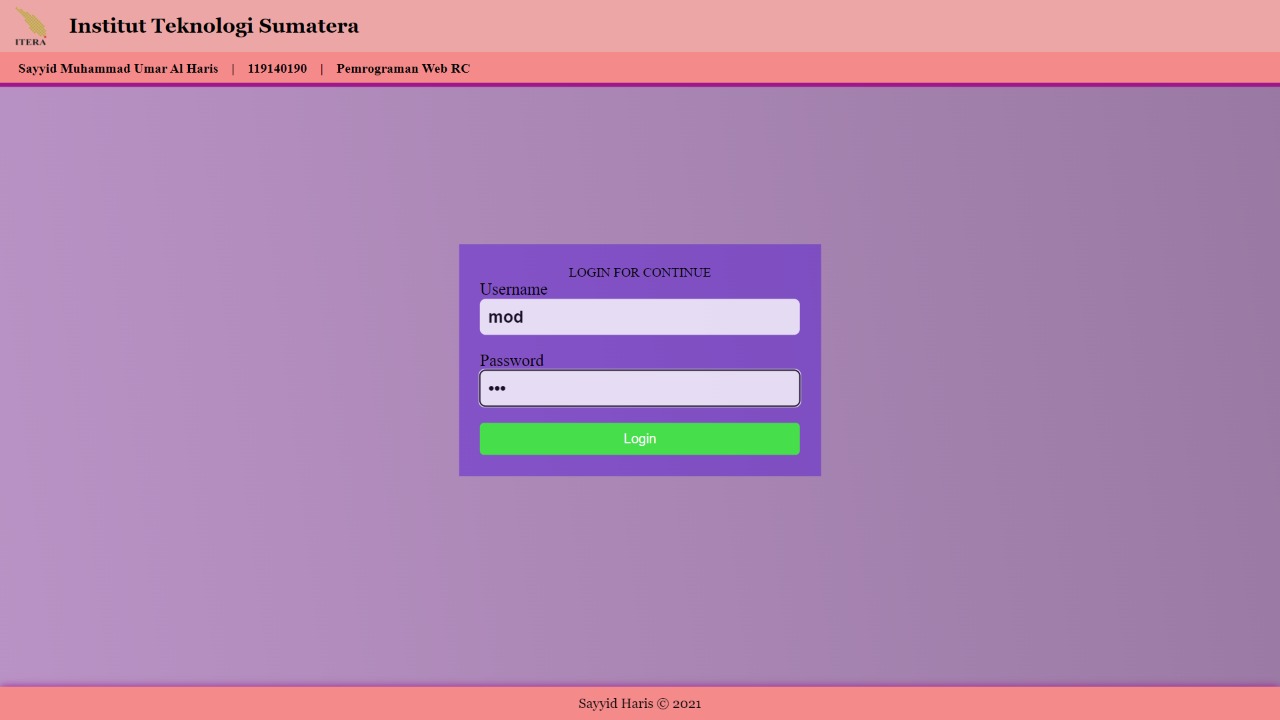 ITERA
Institut Teknologi Sumatera
Sayyid Muhammad Umar Al Haris | 119140190 | Pemrograman Web RC
LOGIN FOR CONTINUE
Username
mod
Password
•••
Login
Sayyid Haris © 2021